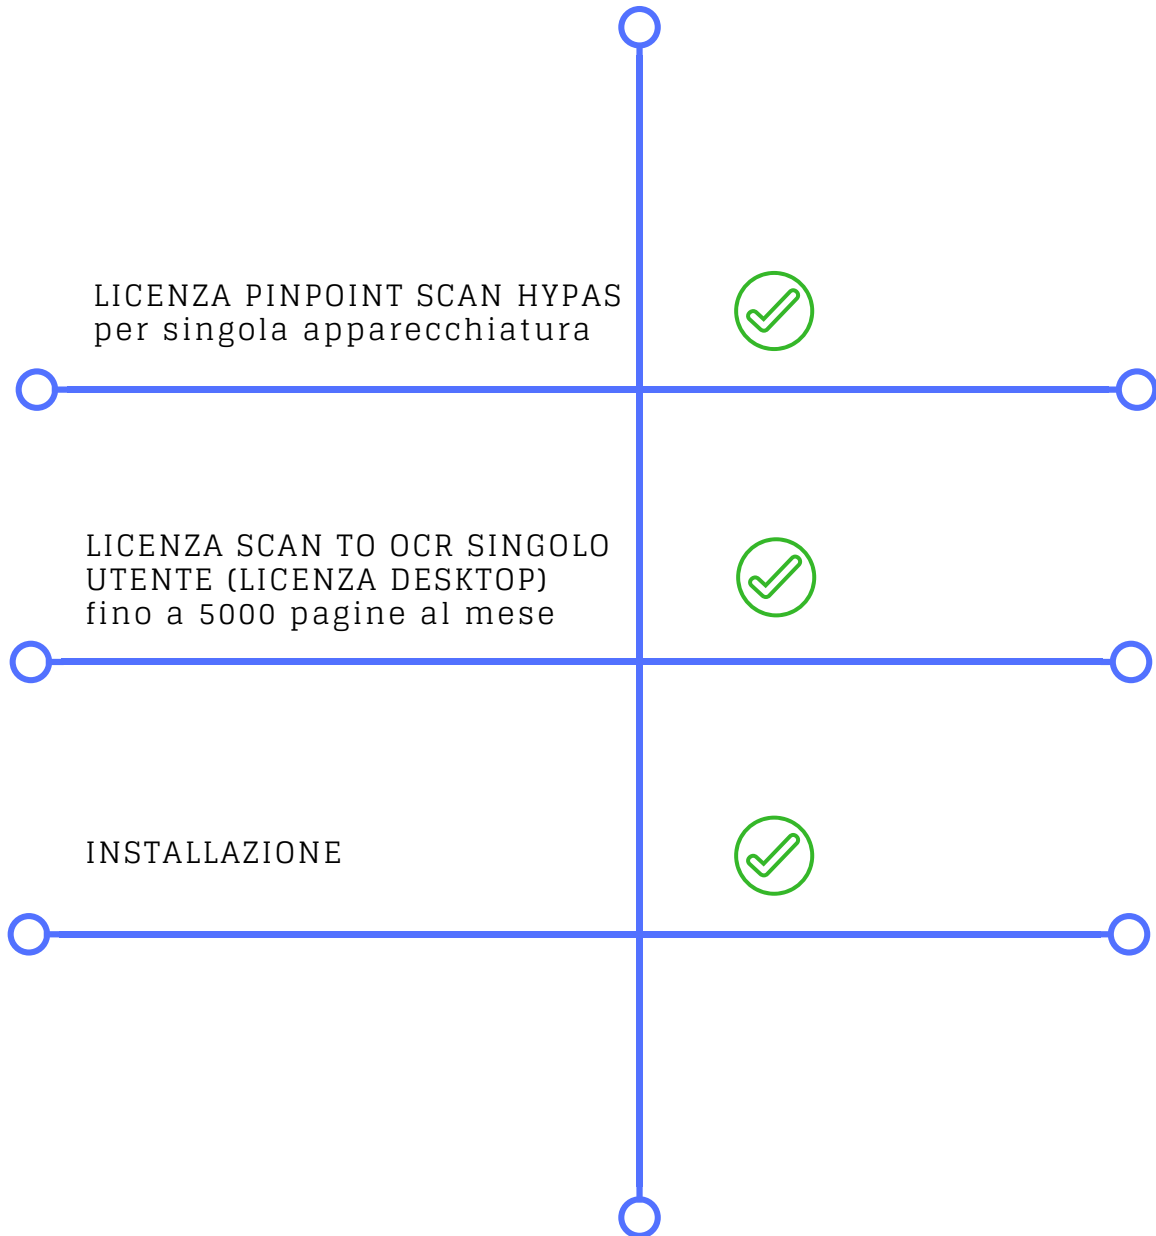 LICENZA PINPOINT SCAN HYPAS
per singola apparecchiatura
LICENZA SCAN TO OCR SINGOLO
UTENTE (LICENZA DESKTOP)
fino a 5000 pagine al mese
INSTALLAZIONE